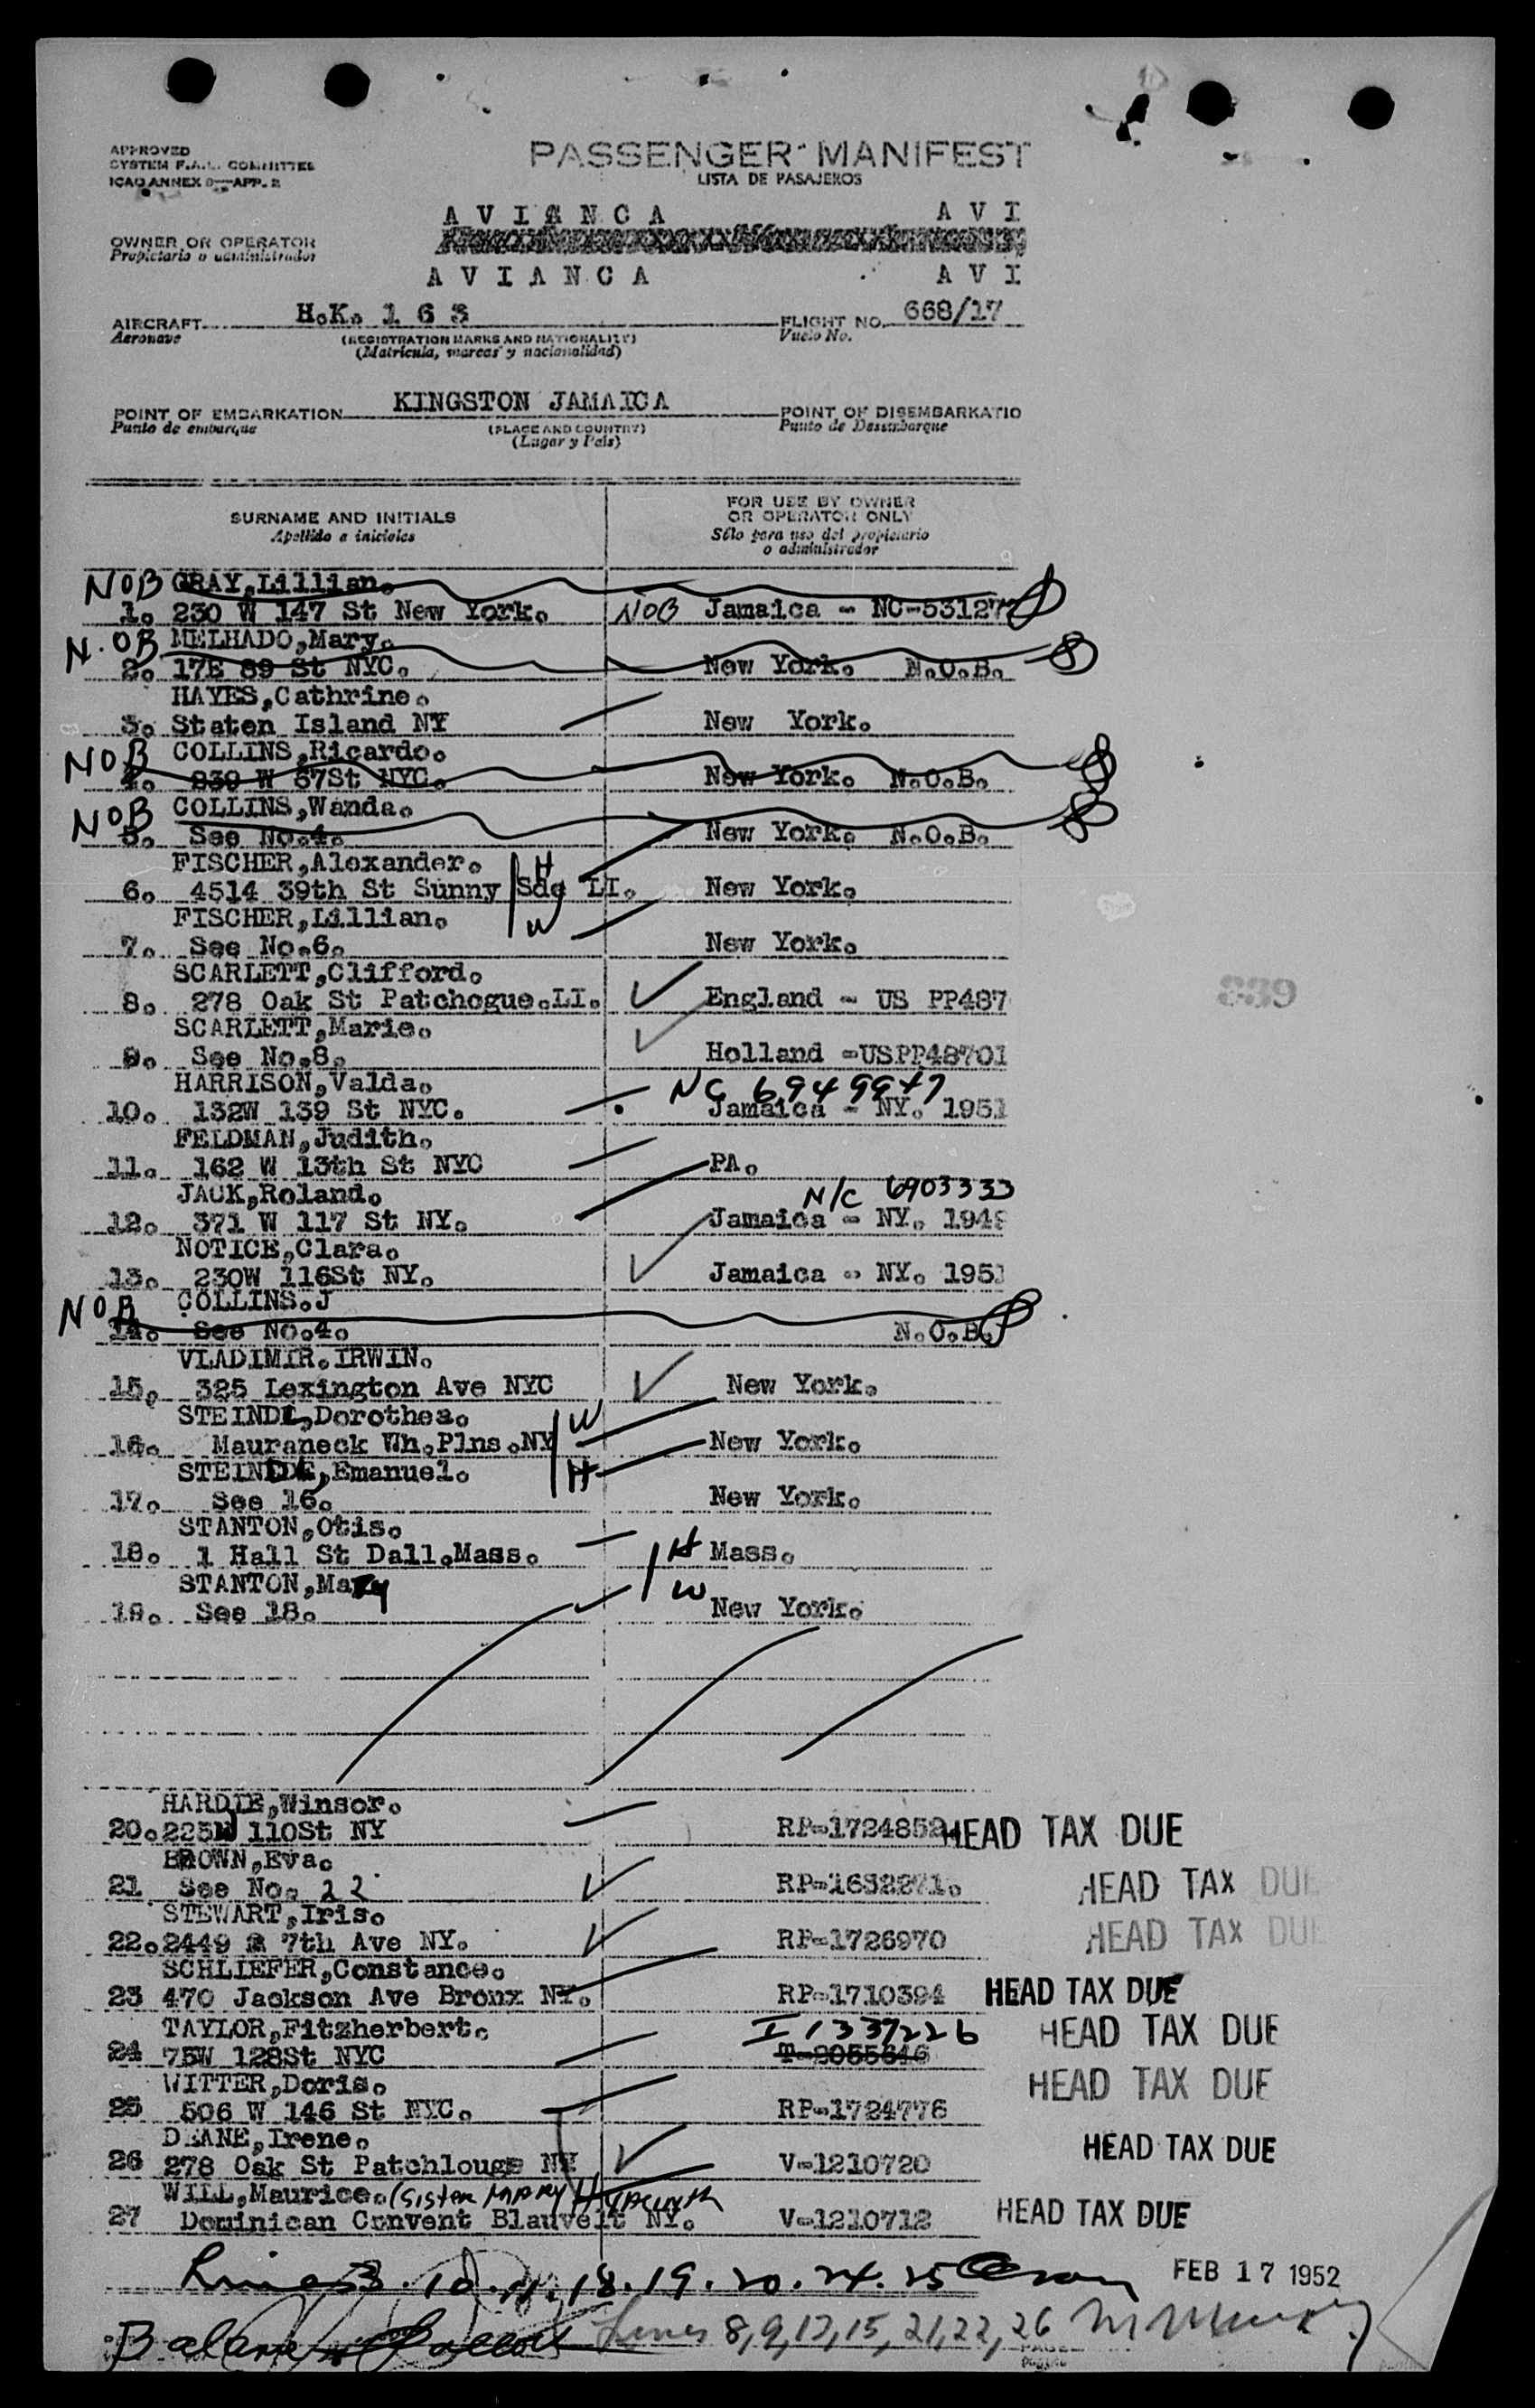 APPROVED
SYSTEM F.A.L. COMMITTEE
ICAO ANNEX 9—APP. 2
PASSENGER MANIFEST
LISTA DE PASAJEROS
AVIANCA AVI
OWNER OR OPERATOR
Propietario o administrador
AVIANCA AVI
AIRCRAFT H.K. 163 FLIGHT NO. 668/17
Aeronave (REGISTRATION MARKS AND NATIONALITY) Vuelo No.
(Matricula, marcas y nacionalidad)
POINT OF EMBARKATION KINGSTON JAMAICA POINT OF DISEMBARKATIO
Punto de embarque (PLACE AND COUNTRY) Punto de Desembarque
(Lugar y Pais)
SURNAME AND INITIALS FOR USE BY OWNER
OR OPERATOR ONLY
Apellido e iniciales Sólo para uso del propietario
o administrador
NOB GRAY,Lillian.
1. 230 W 147 St New York. NOB Jamaica - NC-53127
N.OB MELHADO,Mary.
2. 17E 89 St NYC. New York. N.O.B.
HAYES,Cathrine.
3. Staten Island NY New York.
NOB COLLINS,Ricardo.
4. 839 W 67St NYC. New York. N.O.B.
NOB COLLINS,Wanda.
5. See No.4. New York. N.O.B.
FISCHER,Alexander. H
6. 4514 39th St Sunny Sdg LI. New York.
FISCHER,Lillian. W
7. See No.6. New York.
SCARLETT,Clifford.
8. 278 Oak St Patchogue.LI. England - US PP487
SCARLETT,Marie.
9. See No.8. Holland -USPP48701
HARRISON,Valda. NC 6949947
10. 132W 139 St NYC. Jamaica - NY. 1951
FELDMAN,Judith.
11. 162 W 13th St NYC PA.
JACK,Roland. N/C 6903333
12. 371 W 117 St NY. Jamaica - NY. 1948
NOTICE,Clara.
13. 230W 116St NY. Jamaica - NY. 1951
NOB COLLINS.J
14. See No.4. N.O.B.
VLADIMIR.IRWIN.
15. 325 Lexington Ave NYC New York.
STEINDL,Dorothea. W
16. Mauraneck Wh.Plns.NY New York.
STEINDL,Emanuel. H
17. See 16. New York.
STANTON,Otis.
18. 1 Hall St Dall.Mass. H Mass.
STANTON,Mary
19. See 18. W New York.
339
HARDIE,Winsor.
20. 225W 110St NY RP-1724852 HEAD TAX DUE
BROWN,Eva.
21 See No. 22 RP-1652271. HEAD TAX DUE
STEWART,Iris.
22. 2449 7th Ave NY. RP-1726970 HEAD TAX DUE
SCHLIEFER,Constance.
23 470 Jackson Ave Bronx NY. RP-1710394 HEAD TAX DUE
TAYLOR,Fitzherbert. I 1337226 HEAD TAX DUE
24 75W 128St NYC T-2055646
WITTER,Doris. HEAD TAX DUE
25 506 W 146 St NYC. RP-1724778
DEANE,Irene. HEAD TAX DUE
26 278 Oak St Patchlouge NY V-1210720
WILL,Maurice.(Sister MARY Hyacinth
27 Dominican Convent Blauvelt NY. V-1210712 HEAD TAX DUE
Lines 3.10.11.18.19.20.24.25 FEB 17 1952
Balance Lines 8,9,13,15,21,22,26
PAGE